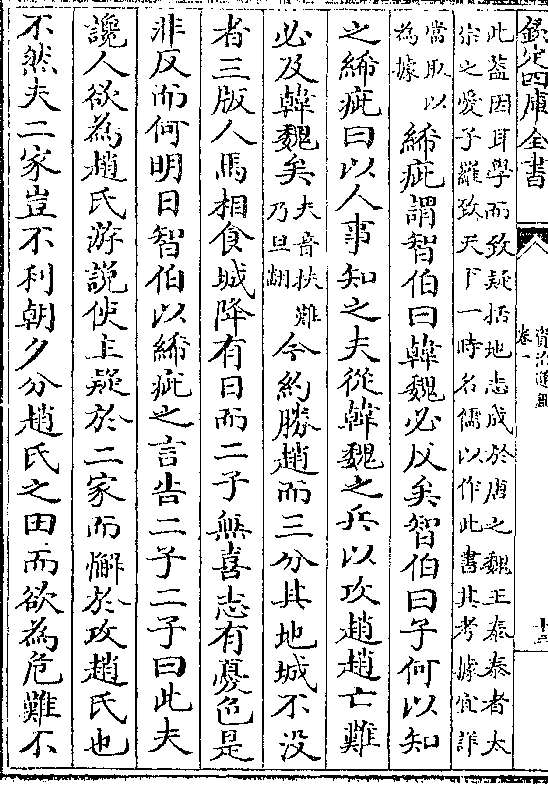 欽定四庫全書
資治通鑑
卷一
十三
此蓋因耳學而致疑括地志成於唐之魏王泰泰者太
宗之愛子羅致天下一時名儒以作此書其考據宜詳
當取以
為據
絺疵謂智伯曰韓魏必反矣智伯曰子何以知
之絺疵曰以人事知之夫從韓魏之兵以攻趙趙亡難
必及韓魏矣
夫音扶難
乃旦翻
今約勝趙而三分其地城不沒
者三版人馬相食城降有日而二子無喜志有憂色是
非反而何明日智伯以絺疵之言告二子二子曰此夫
讒人欲為趙氏游說使主疑於二家而懈於攻趙氏也
不然夫二家豈不利朝夕分趙氏之田而欲為危難不